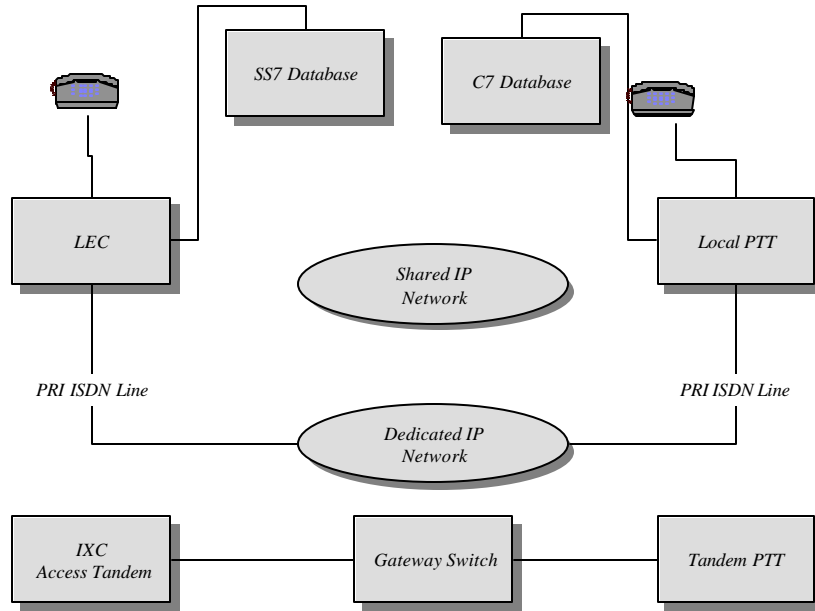 SS7 Database
C7 Database
LEC
Local PTT
Shared IP
Network
PRI ISDN Line
PRI ISDN Line
Dedicated IP
Network
IXC
Access Tandem
Gateway Switch
Tandem PTT